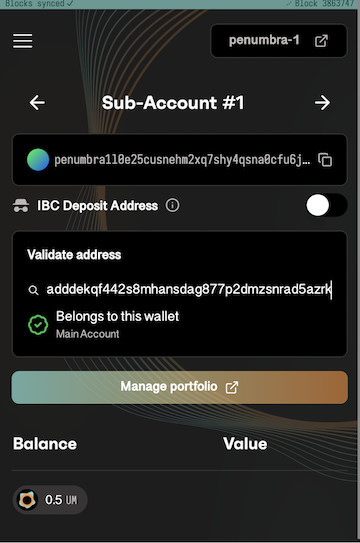 Blocks synced ✓ Block 3863747
penumbra-1
Sub-Account #1
penumbra1l0e25cusnehm2xq7shy4qsna0cfu6j…
IBC Deposit Address
Validate address
adddekqf442s8mhansdag877p2dmzsnrad5azrk
Belongs to this wallet
Main Account
Manage portfolio
Balance Value
0.5 UM